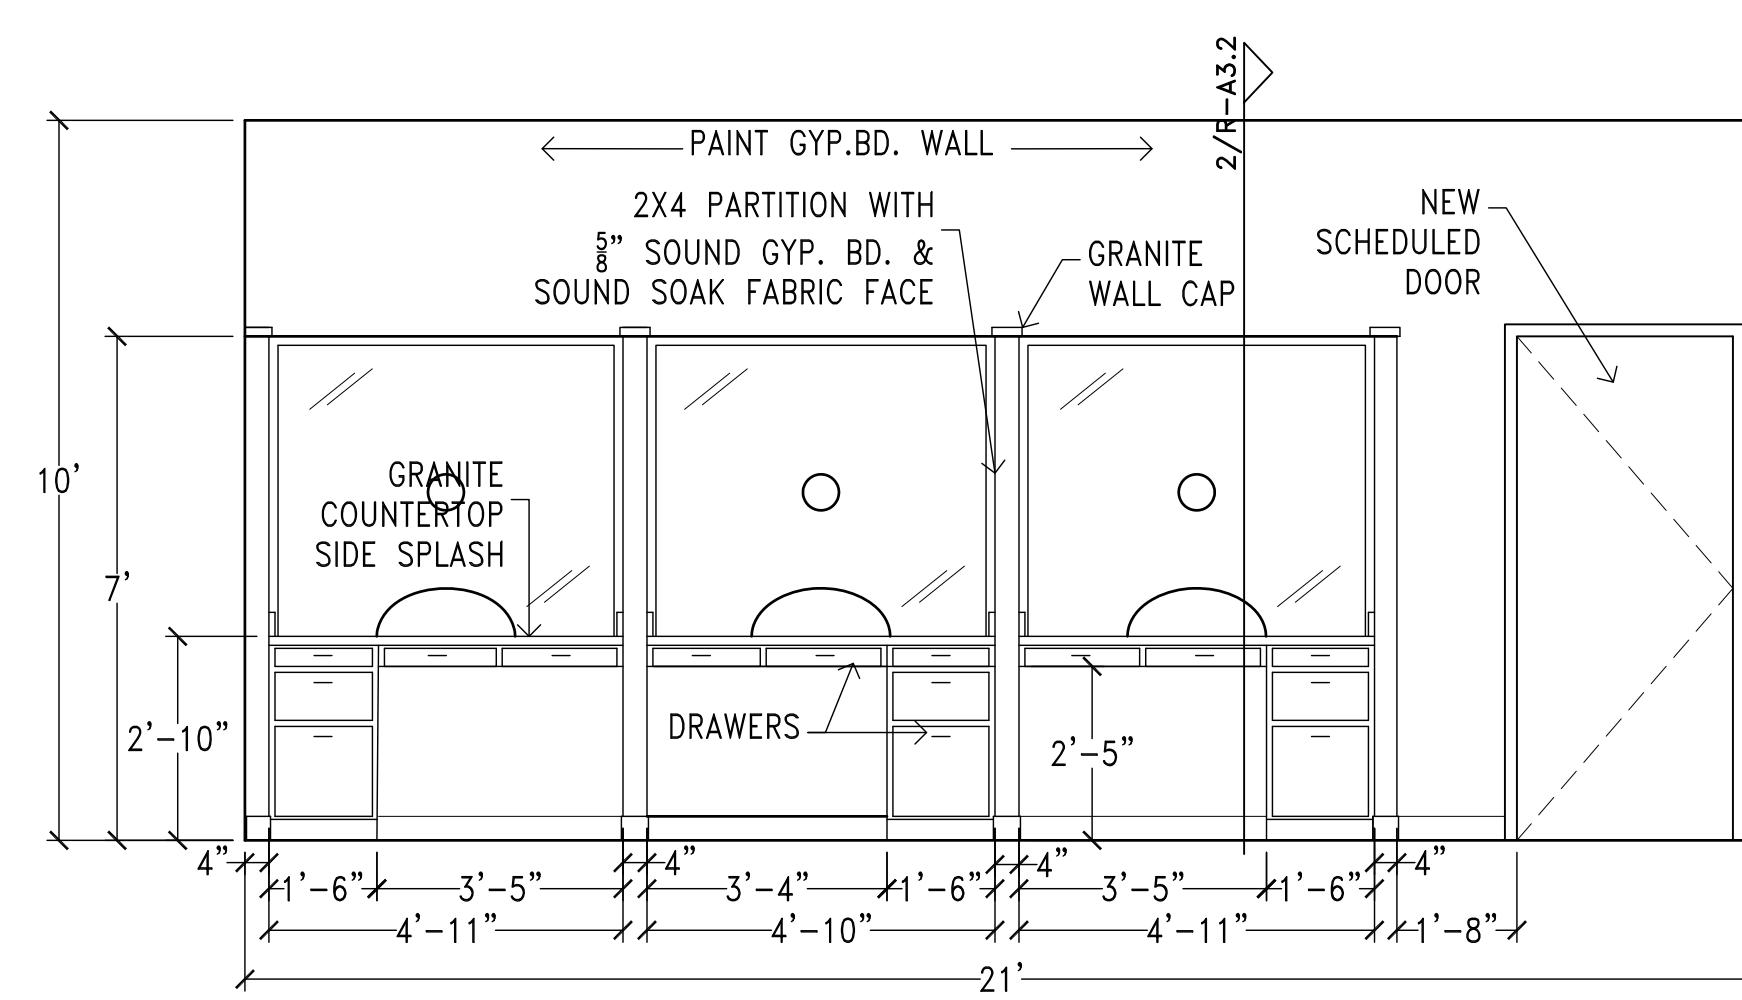 2/R-A3.2
PAINT GYP.BD. WALL
2X4 PARTITION WITH
5/8" SOUND GYP. BD. &
SOUND SOAK FABRIC FACE
GRANITE
WALL CAP
NEW
SCHEDULED
DOOR
10'
GRANITE
COUNTERTOP
SIDE SPLASH
7'
2'-10"
DRAWERS
2'-5"
4"
4"
4"
4"
1'-6"
3'-5"
3'-4"
1'-6"
3'-5"
1'-6"
4'-11"
4'-10"
4'-11"
1'-8"
21'